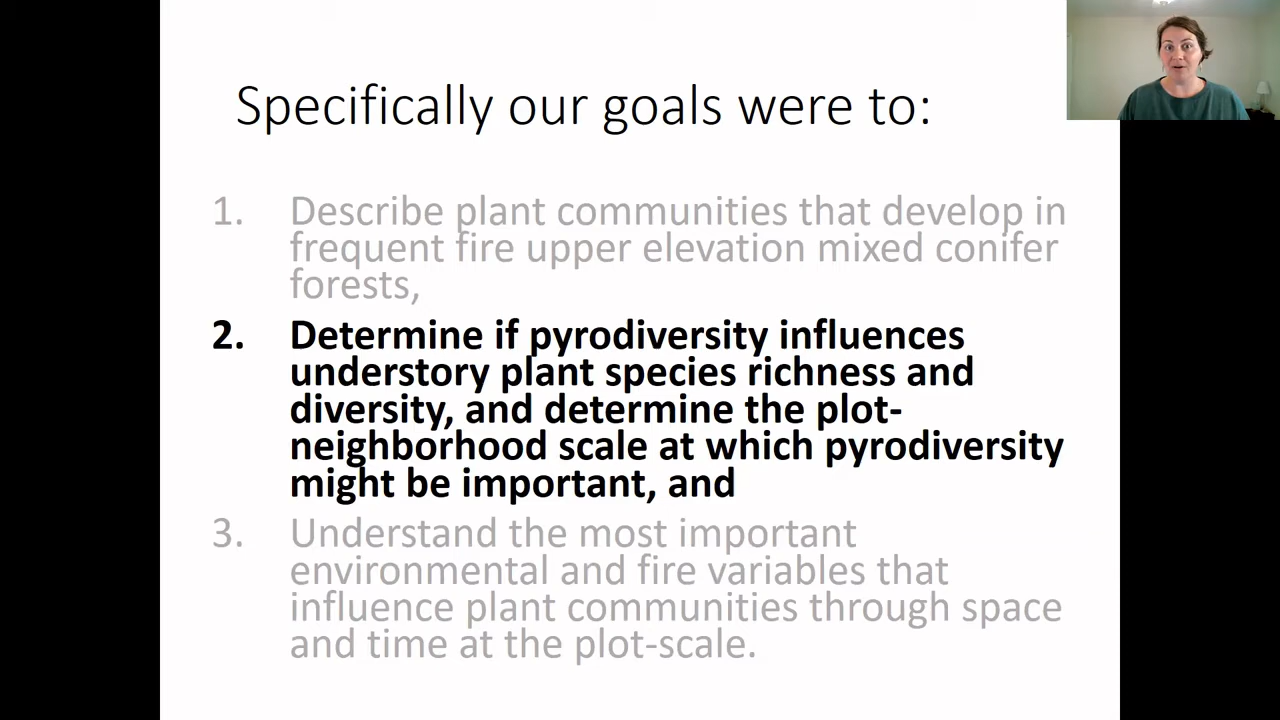 Specifically our goals were to:
1. Describe plant communities that develop in
frequent fire upper elevation mixed conifer
forests,
2. Determine if pyrodiversity influences
understory plant species richness and
diversity, and determine the plot-
neighborhood scale at which pyrodiversity
might be important, and
3. Understand the most important
environmental and fire variables that
influence plant communities through space
and time at the plot-scale.